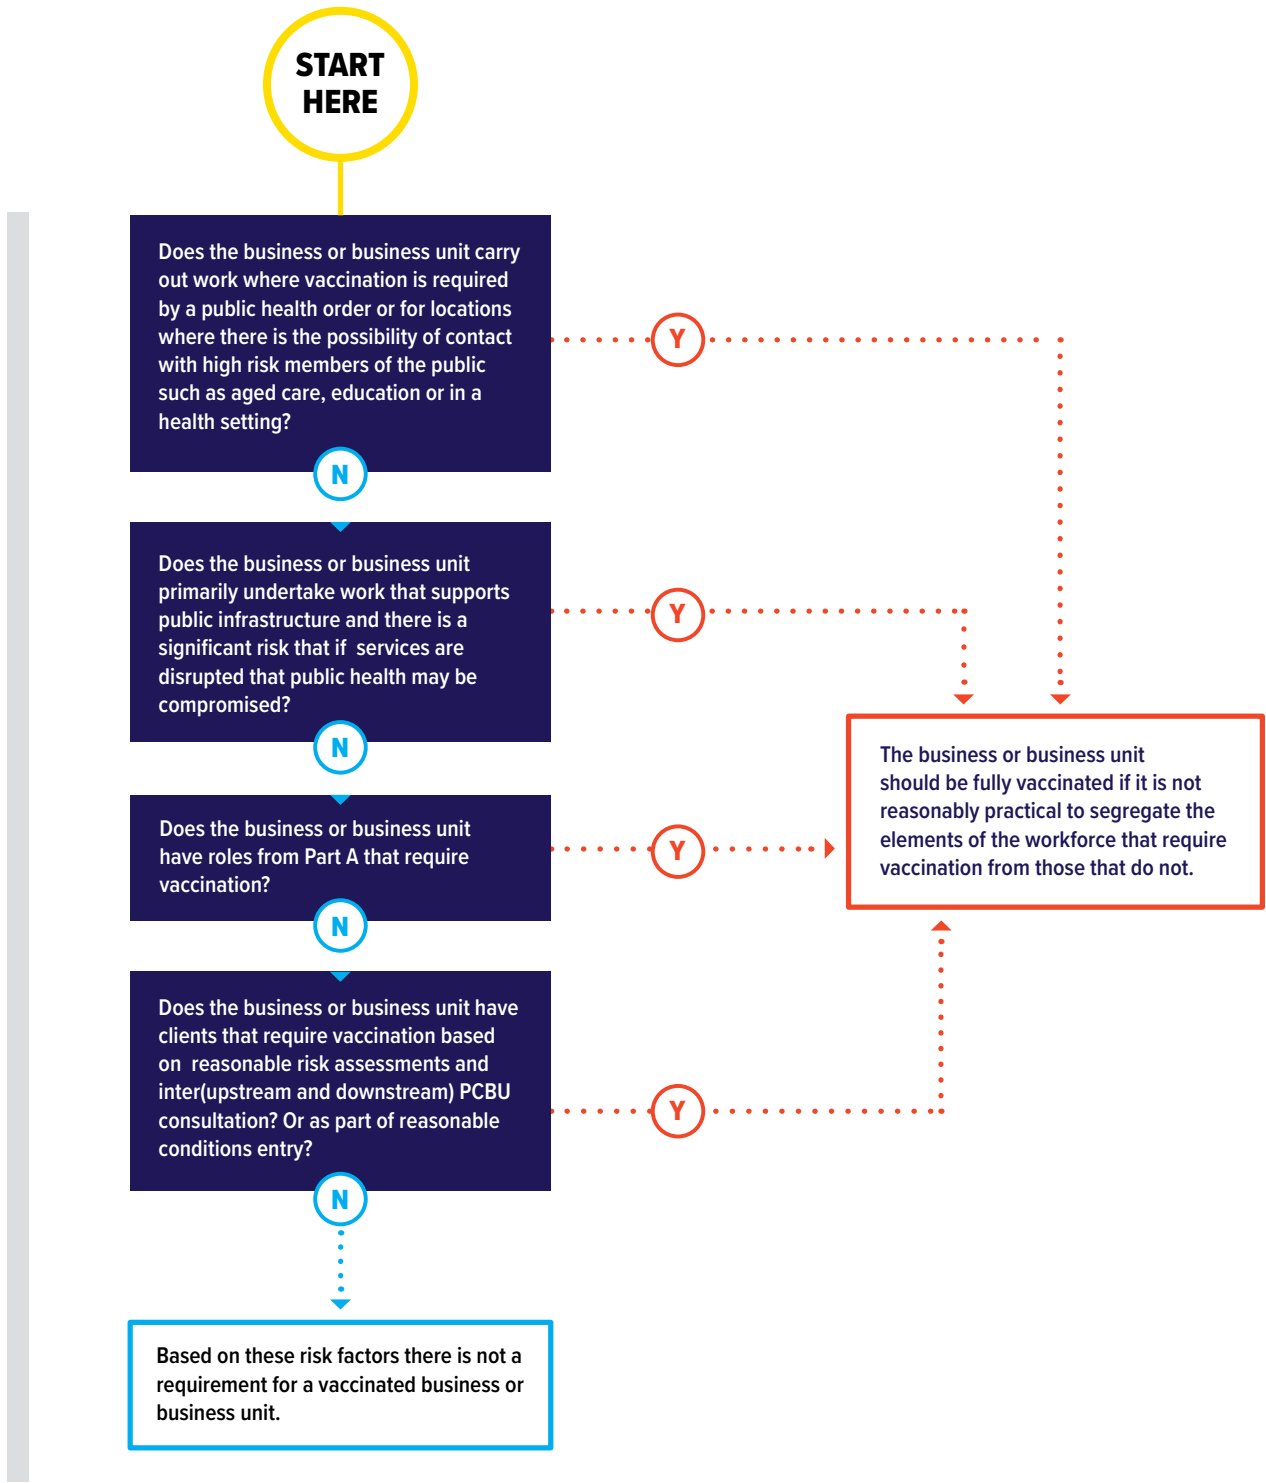 START
HERE
Does the business or business unit carry
out work where vaccination is required
by a public health order or for locations
where there is the possibility of contact
with high risk members of the public
such as aged care, education or in a
health setting?
Y
N
Does the business or business unit
primarily undertake work that supports
public infrastructure and there is a
significant risk that if services are
disrupted that public health may be
compromised?
Y
N
The business or business unit
should be fully vaccinated if it is not
reasonably practical to segregate the
elements of the workforce that require
vaccination from those that do not.
Does the business or business unit
have roles from Part A that require
vaccination?
Y
N
Does the business or business unit have
clients that require vaccination based
on reasonable risk assessments and
inter(upstream and downstream) PCBU
consultation? Or as part of reasonable
conditions entry?
Y
N
Based on these risk factors there is not a
requirement for a vaccinated business or
business unit.